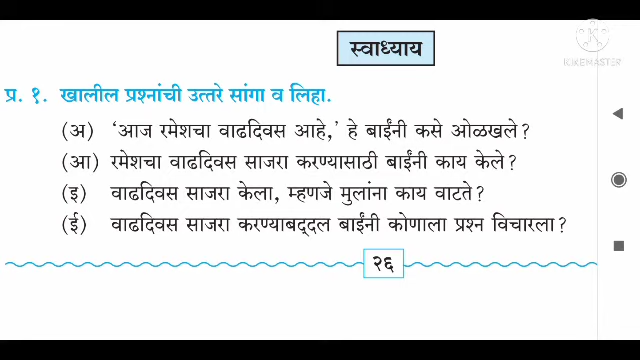 स्वाध्याय
KINEMASTER
प्र. १. खालील प्रश्नांची उत्तरे सांगा व लिहा.
(अ) ‘आज रमेशचा वाढदिवस आहे,’ हे बाईंनी कसे ओळखले?
(आ) रमेशचा वाढदिवस साजरा करण्यासाठी बाईंनी काय केले?
(इ) वाढदिवस साजरा केला, म्हणजे मुलांना काय वाटते?
(ई) वाढदिवस साजरा करण्याबद्दल बाईंनी कोणाला प्रश्न विचारला?
२६